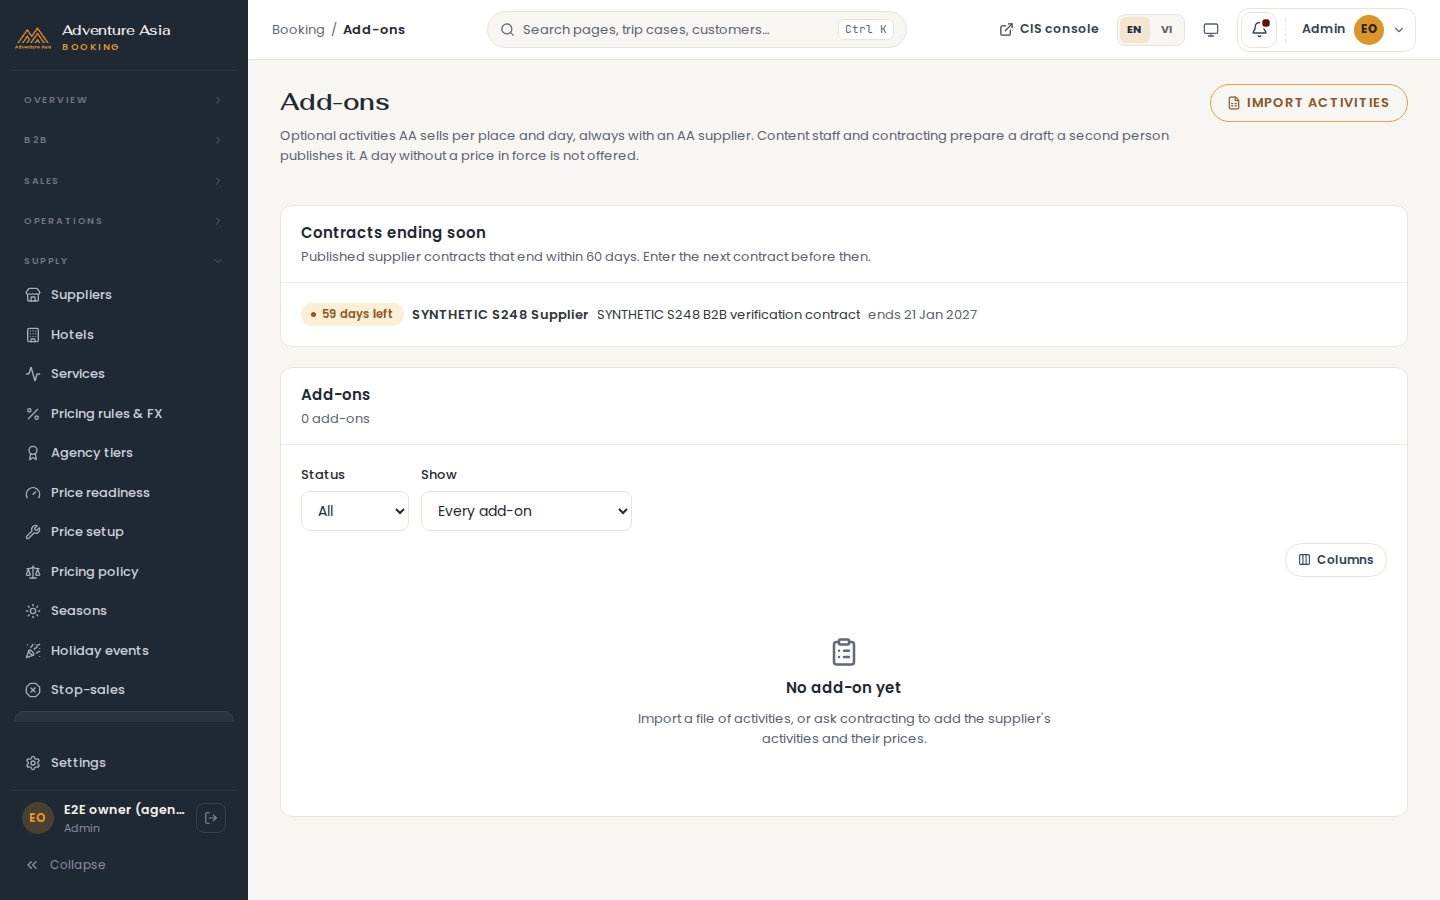 Adventure Asia
BOOKING
Adventure Asia
OVERVIEW
B2B
SALES
OPERATIONS
SUPPLY
Suppliers
Hotels
Services
Pricing rules & FX
Agency tiers
Price readiness
Price setup
Pricing policy
Seasons
Holiday events
Stop-sales
Settings
EO
E2E owner (agen...
Admin
Collapse
Booking / Add-ons
Search pages, trip cases, customers...
Ctrl K
CIS console
EN
VI
Admin
EO
Add-ons
IMPORT ACTIVITIES
Optional activities AA sells per place and day, always with an AA supplier. Content staff and contracting prepare a draft; a second person
publishes it. A day without a price in force is not offered.
Contracts ending soon
Published supplier contracts that end within 60 days. Enter the next contract before then.
59 days left SYNTHETIC S248 Supplier SYNTHETIC S248 B2B verification contract ends 21 Jan 2027
Add-ons
0 add-ons
Status
Show
All
Every add-on
Columns
No add-on yet
Import a file of activities, or ask contracting to add the supplier's
activities and their prices.